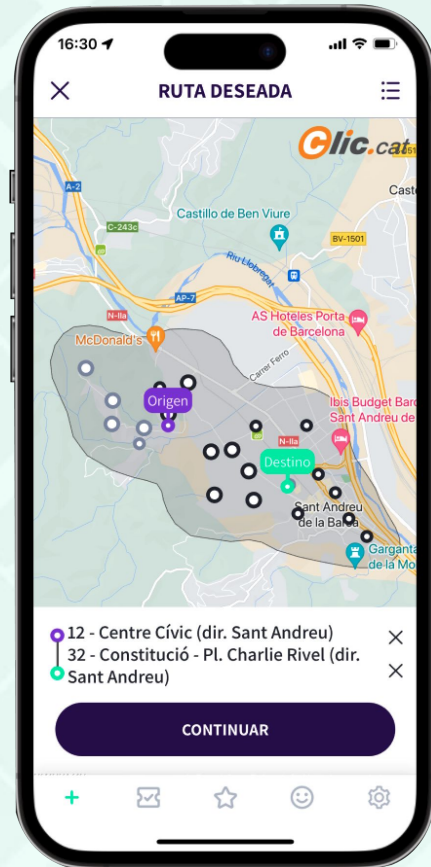 16:30
RUTA DESEADA
Clic.cat
A-2
C-243c
Castillo de Ben Viure
BV-1501
Riu Llobregat
AP-7
N-IIa
AS Hoteles Porta
de Barcelona
McDonald's
Carrer Ferro
Origen
Ibis Budget Barc
Sant Andreu de
N-IIa
Destino
Sant Andreu
de la Barca
Garganta
de la Mo
12 - Centre Cívic (dir. Sant Andreu)
32 - Constitució - Pl. Charlie Rivel (dir.
Sant Andreu)
CONTINUAR